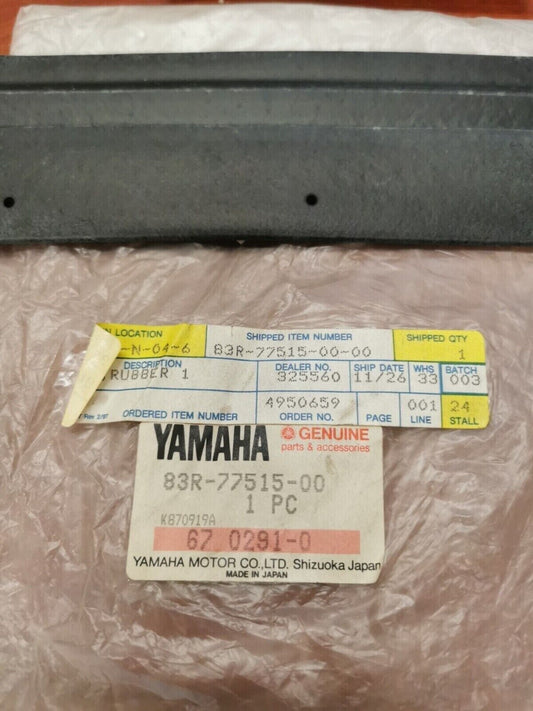 N LOCATION SHIPPED ITEM NUMBER SHIPPED QTY
-N-04-6 83R-77515-00-00 1
DESCRIPTION DEALER NO. SHIP DATE WHS BATCH
RUBBER 1 325560 11/26 33 003
4950659 001 24
Rev 2/87 ORDERED ITEM NUMBER ORDER NO. PAGE LINE STALL
YAMAHA GENUINE
parts & accessories
83R-77515-00
1 PC
K870919A
67 0291-0
YAMAHA MOTOR CO.,LTD. Shizuoka Japan
MADE IN JAPAN